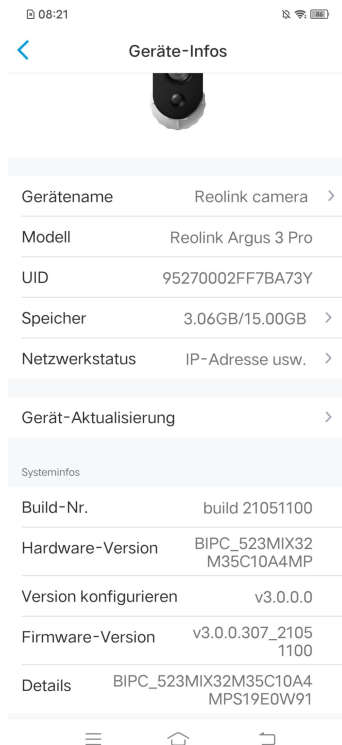 08:21
86
Geräte-Infos
Gerätename Reolink camera
Modell Reolink Argus 3 Pro
UID 95270002FF7BA73Y
Speicher 3.06GB/15.00GB
Netzwerkstatus IP-Adresse usw.
Gerät-Aktualisierung
Systeminfos
Build-Nr. build 21051100
Hardware-Version BIPC_523MIX32
M35C10A4MP
Version konfigurieren v3.0.0.0
Firmware-Version v3.0.0.307_2105
1100
Details BIPC_523MIX32M35C10A4
MPS19E0W91